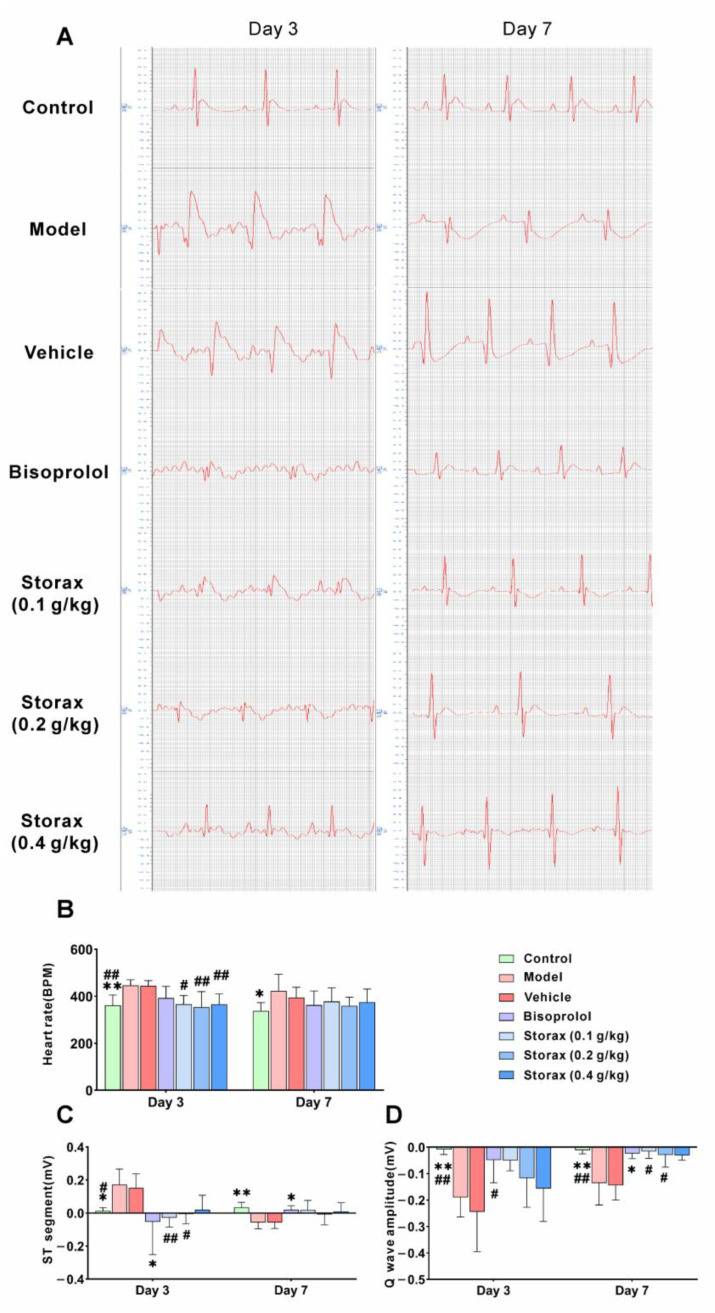 A
Day 3
Day 7
Control
Model
Vehicle
Bisoprolol
Storax
(0.1 g/kg)
Storax
(0.2 g/kg)
Storax
(0.4 g/kg)
B
Heart rate(BPM)
600
400
200
0
##
**
#
##
##
*
Day 3
Day 7
Control
Model
Vehicle
Bisoprolol
Storax (0.1 g/kg)
Storax (0.2 g/kg)
Storax (0.4 g/kg)
C
ST segment(mV)
0.4
0.2
0.0
−0.2
−0.4
#
*
*
##
#
**
*
Day 3
Day 7
D
Q wave amplitude(mV)
0.0
−0.1
−0.2
−0.3
−0.4
−0.5
**
##
#
**
##
*
#
#
Day 3
Day 7